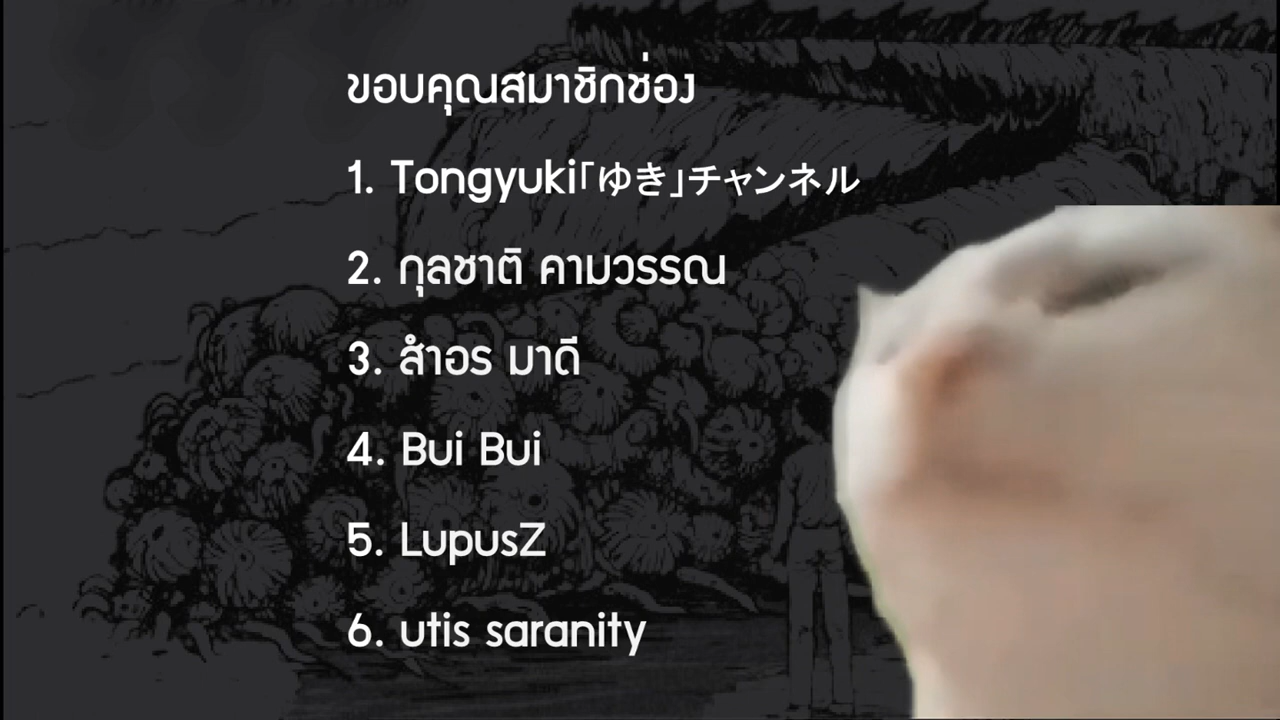 ขอบคุณสมาชิกช่อง
1. Tongyuki「ゆき」チャンネル
2. กุลชาติ คามวรรณ
3. สำอร มาดี
4. Bui Bui
5. LupusZ
6. utis saranity